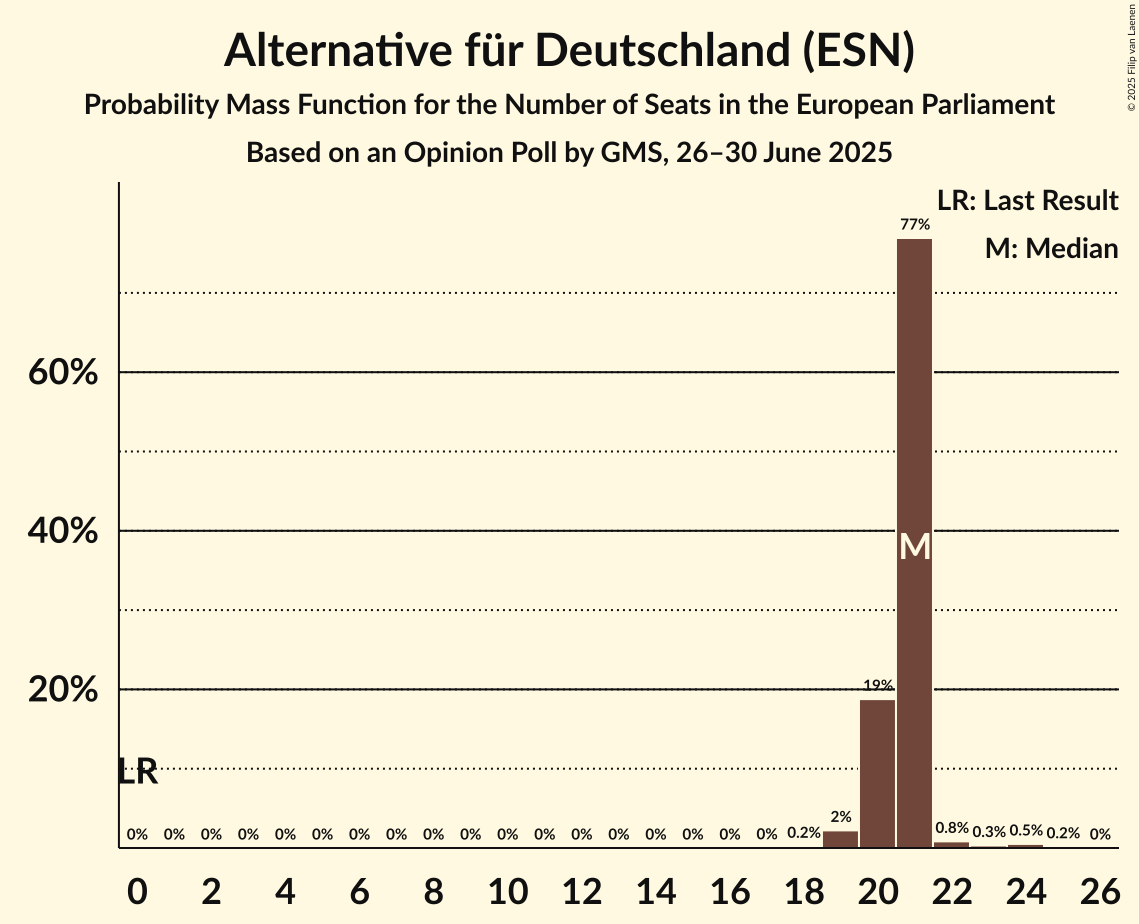 Alternative für Deutschland (ESN)
Probability Mass Function for the Number of Seats in the European Parliament
Based on an Opinion Poll by GMS, 26–30 June 2025
© 2025 Filip van Laenen
LR: Last Result
M: Median
77%
60%
40%
M
20%
19%
LR
0% 0% 0% 0% 0% 0% 0% 0% 0% 0% 0% 0% 0% 0% 0% 0% 0% 0% 0.2% 2% 0.8% 0.3% 0.5% 0.2% 0%
0 2 4 6 8 10 12 14 16 18 20 22 24 26